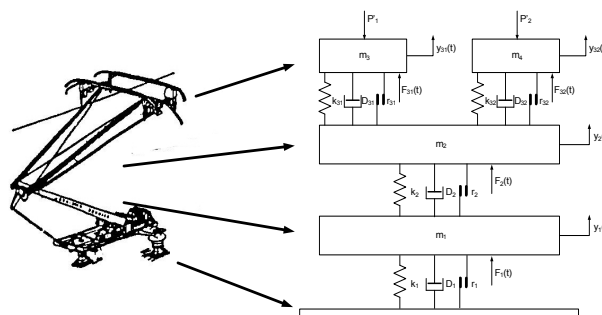 P'₁ P'₂
m₃ y₃₁(t) m₄ y₃₂(
k₃₁ D₃₁ r₃₁ F₃₁(t) k₃₂ D₃₂ r₃₂ F₃₂(t)
m₂ y₂
k₂ D₂ r₂ F₂(t)
m₁ y₁
k₁ D₁ r₁ F₁(t)